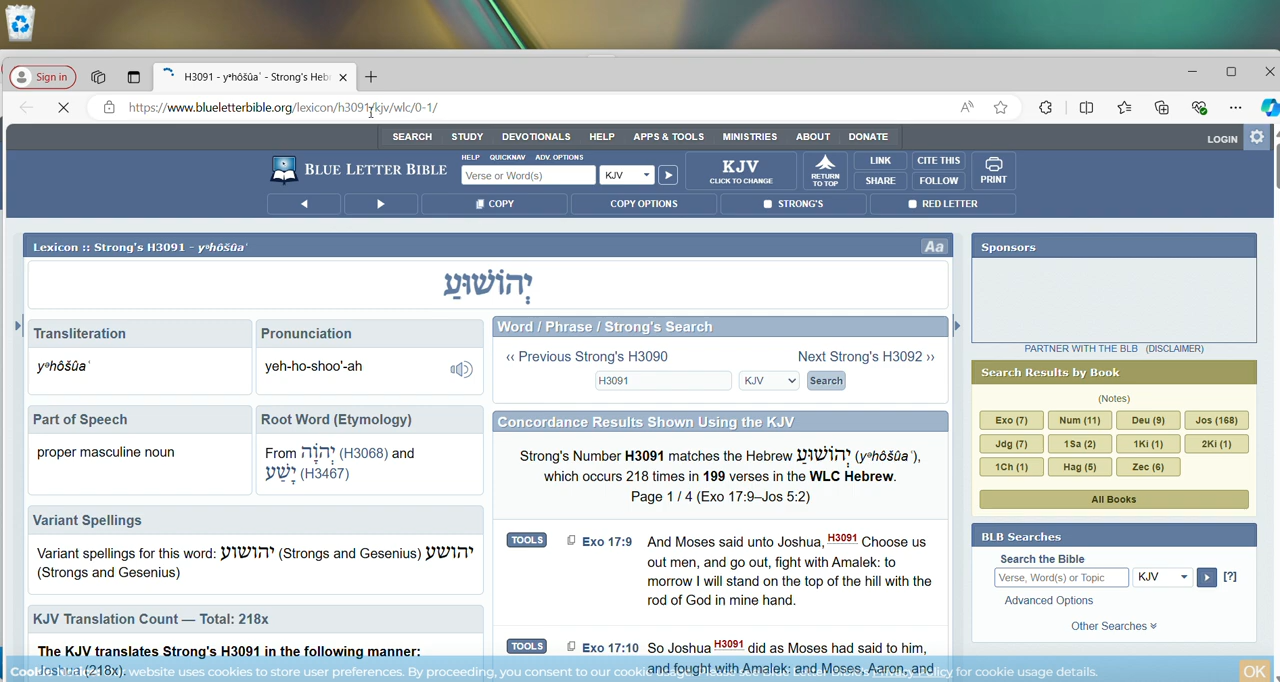 Sign in
H3091 - yᵊhôšûaʿ - Strong's Heb
https://www.blueletterbible.org/lexicon/h3091/kjv/wlc/0-1/
SEARCH STUDY DEVOTIONALS HELP APPS & TOOLS MINISTRIES ABOUT DONATE LOGIN
BLUE LETTER BIBLE
HELP QUICKNAV ADV. OPTIONS
Verse or Word(s) KJV
KJV
CLICK TO CHANGE
RETURN
TO TOP
LINK CITE THIS
SHARE FOLLOW
PRINT
COPY COPY OPTIONS STRONG'S RED LETTER
Lexicon :: Strong's H3091 - yᵊhôšûaʿ Aa
יְהוֹשׁוּעַ
Transliteration
yᵊhôšûaʿ
Pronunciation
yeh-ho-shoo'-ah
Part of Speech
proper masculine noun
Root Word (Etymology)
From יְהֹוָה (H3068) and
יָשַׁע (H3467)
Variant Spellings
Variant spellings for this word: יהושוע (Strongs and Gesenius) יהושע
(Strongs and Gesenius)
KJV Translation Count — Total: 218x
The KJV translates Strong's H3091 in the following manner:
Joshua (218x).
Word / Phrase / Strong's Search
‹‹ Previous Strong's H3090 Next Strong's H3092 ››
H3091 KJV Search
Concordance Results Shown Using the KJV
Strong's Number H3091 matches the Hebrew יְהוֹשׁוּעַ (yᵊhôšûaʿ),
which occurs 218 times in 199 verses in the WLC Hebrew.
Page 1 / 4 (Exo 17:9–Jos 5:2)
TOOLS Exo 17:9 And Moses said unto Joshua, H3091 Choose us
out men, and go out, fight with Amalek: to
morrow I will stand on the top of the hill with the
rod of God in mine hand.
TOOLS Exo 17:10 So Joshua H3091 did as Moses had said to him,
and fought with Amalek: and Moses, Aaron, and
Sponsors
PARTNER WITH THE BLB (DISCLAIMER)
Search Results by Book
(Notes)
Exo (7) Num (11) Deu (9) Jos (168)
Jdg (7) 1Sa (2) 1Ki (1) 2Ki (1)
1Ch (1) Hag (5) Zec (6)
All Books
BLB Searches
Search the Bible
Verse, Word(s) or Topic KJV [?]
Advanced Options
Other Searches
website uses cookies to store user preferences. By proceeding, you consent to our
for cookie usage details.
OK